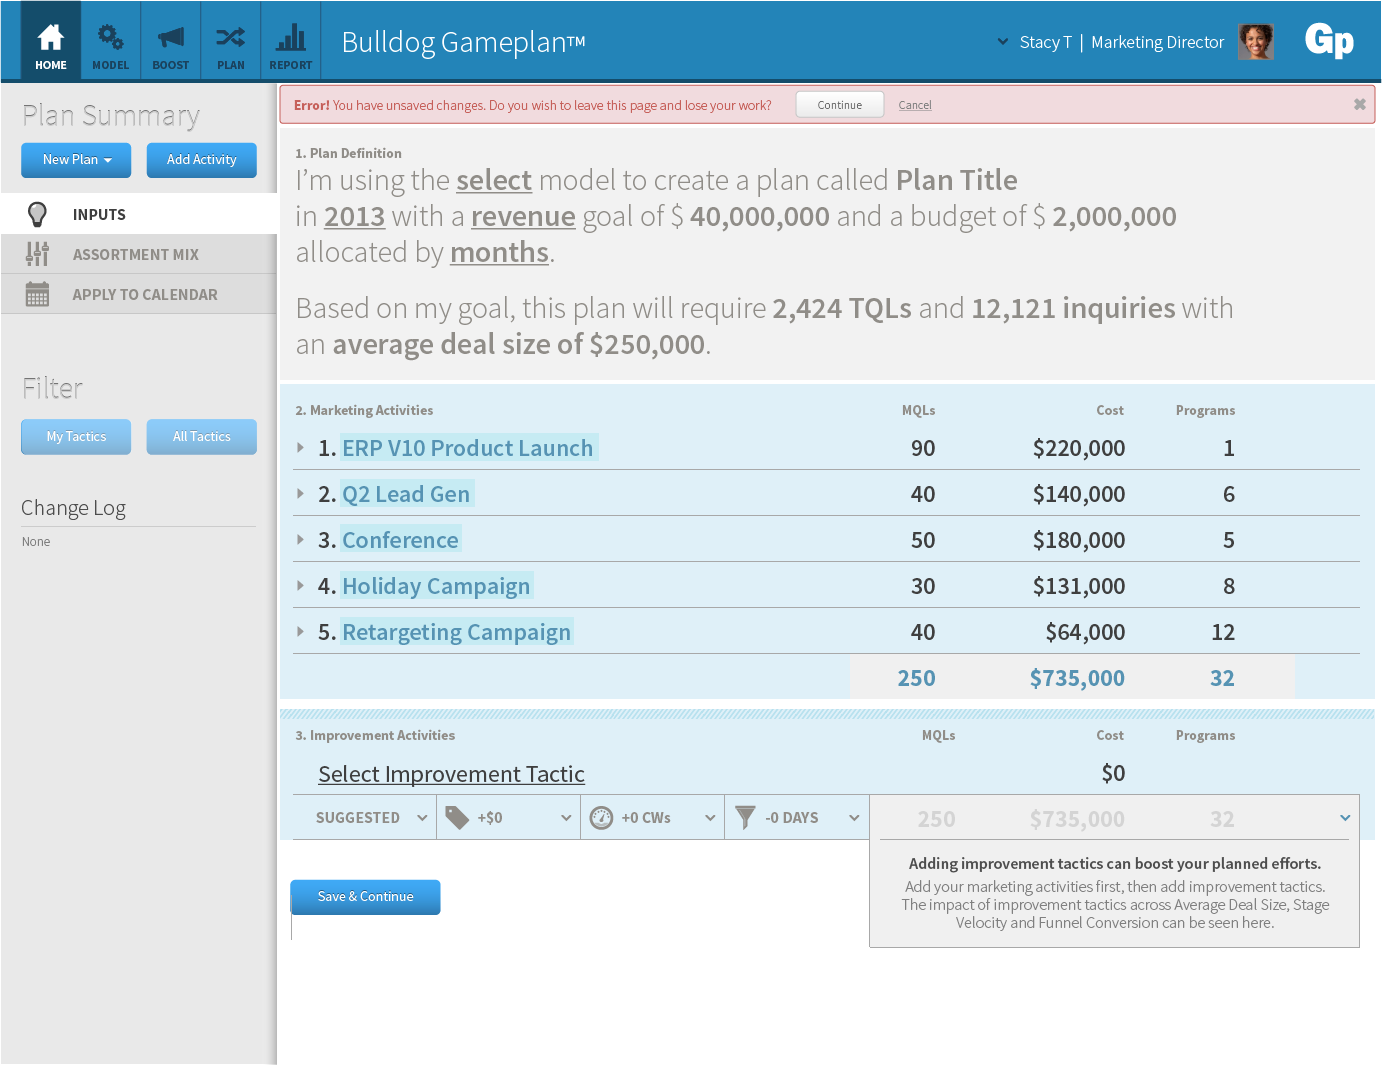 HOME
MODEL
BOOST
PLAN
REPORT
Bulldog Gameplan™
Stacy T | Marketing Director
Gp
Plan Summary
New Plan
Add Activity
INPUTS
ASSORTMENT MIX
APPLY TO CALENDAR
Filter
My Tactics
All Tactics
Change Log
None
Error! You have unsaved changes. Do you wish to leave this page and lose your work?
Continue
Cancel
1. Plan Definition
I’m using the select model to create a plan called Plan Title
in 2013 with a revenue goal of $ 40,000,000 and a budget of $ 2,000,000
allocated by months.
Based on my goal, this plan will require 2,424 TQLs and 12,121 inquiries with
an average deal size of $250,000.
2. Marketing Activities MQLs Cost Programs
1. ERP V10 Product Launch 90 $220,000 1
2. Q2 Lead Gen 40 $140,000 6
3. Conference 50 $180,000 5
4. Holiday Campaign 30 $131,000 8
5. Retargeting Campaign 40 $64,000 12
250 $735,000 32
3. Improvement Activities MQLs Cost Programs
Select Improvement Tactic $0
SUGGESTED +$0 +0 CWs -0 DAYS 250 $735,000 32
Adding improvement tactics can boost your planned efforts.
Add your marketing activities first, then add improvement tactics.
The impact of improvement tactics across Average Deal Size, Stage
Velocity and Funnel Conversion can be seen here.
Save & Continue